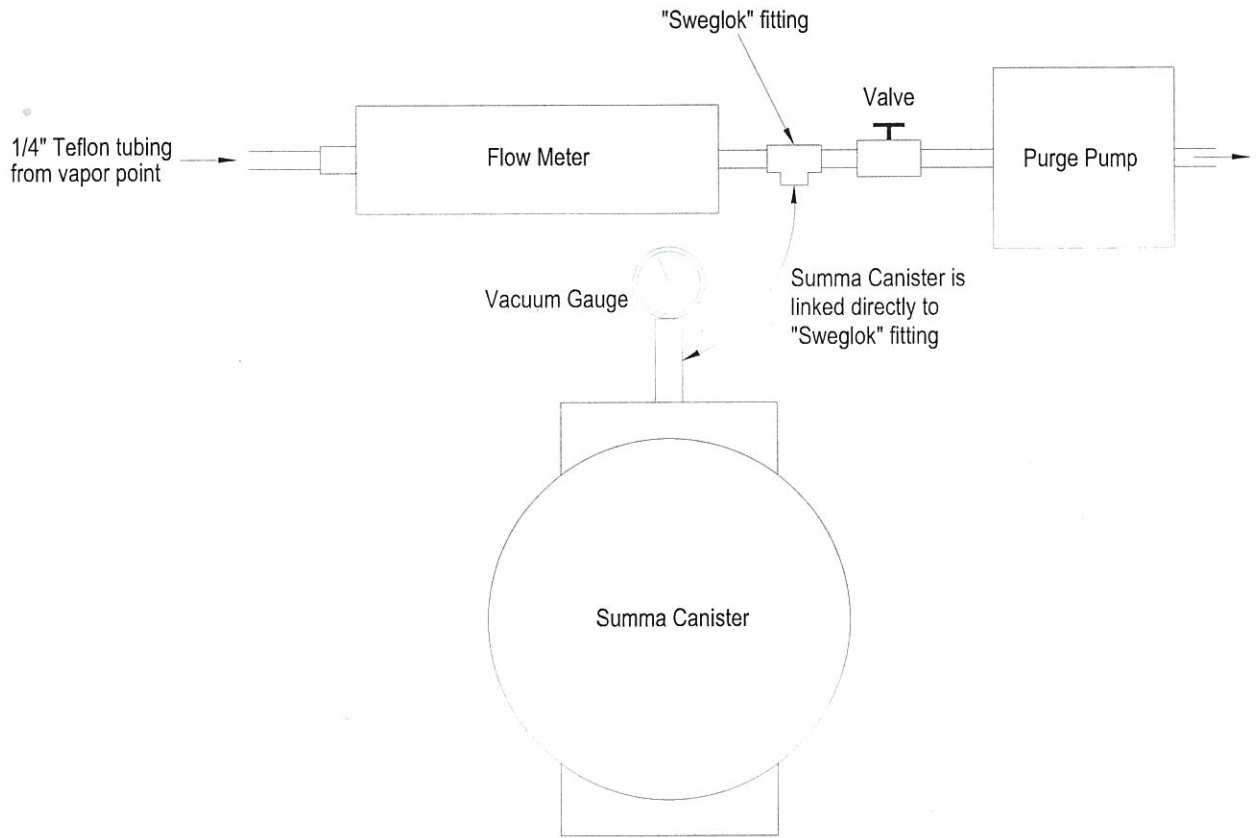 "Sweglok" fitting
Valve
1/4" Teflon tubing
from vapor point
Flow Meter
Purge Pump
Vacuum Gauge
Summa Canister is
linked directly to
"Sweglok" fitting
Summa Canister